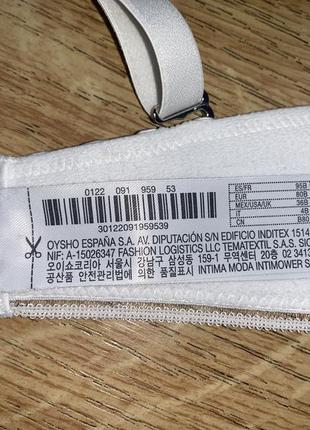 0122 091 959 53
30122091959539
ES/FR 95B
EUR 80B
MEX/USA/UK 36B
IT 4B
CN B80
OYSHO ESPAÑA S.A. AV. DIPUTACIÓN S/N EDIFICIO INDITEX 1514
NIF: A-15026347 FASHION LOGISTICS LLC TEMATEXTIL S.A.S. SIC
오이쇼코리아 서울시 강남구 삼성동 159-1 무역센터 20층 02 341
공산품 안전관리법에 의한 품질표시 INTIMA MODA INTIMOWER S